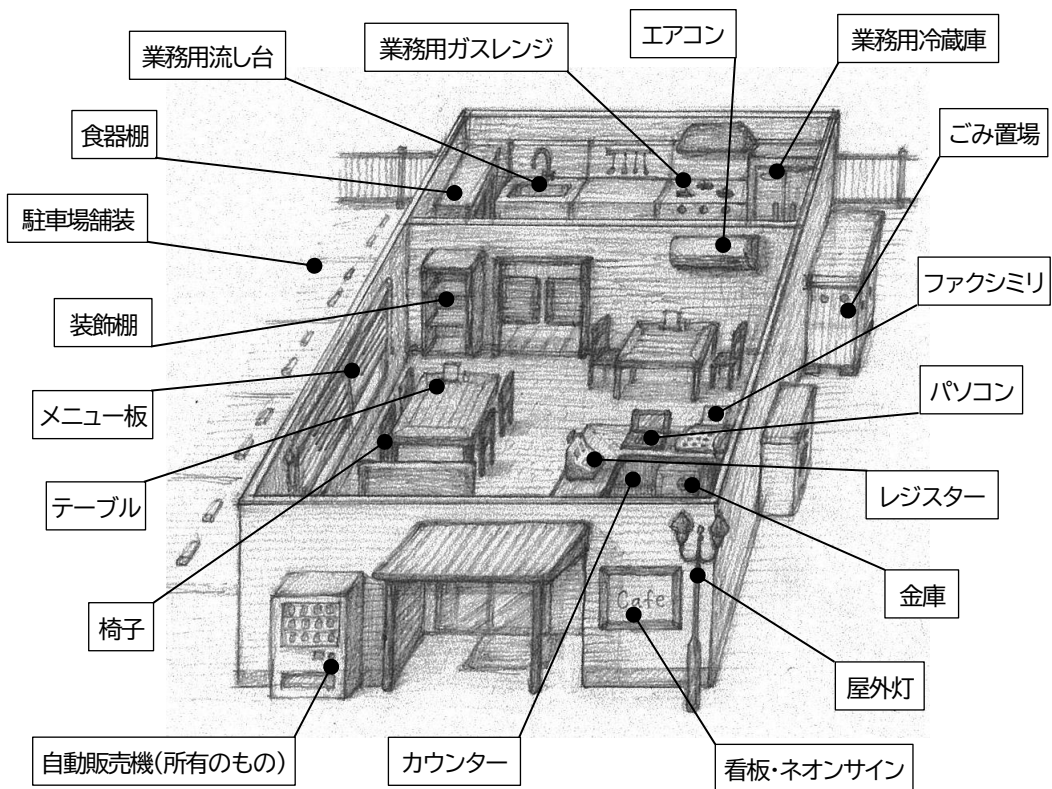 業務用流し台
業務用ガスレンジ
エアコン
業務用冷蔵庫
食器棚
ごみ置場
駐車場舗装
ファクシミリ
装飾棚
パソコン
メニュー板
レジスター
テーブル
金庫
椅子
Cafe
屋外灯
自動販売機(所有のもの)
カウンター
看板・ネオンサイン